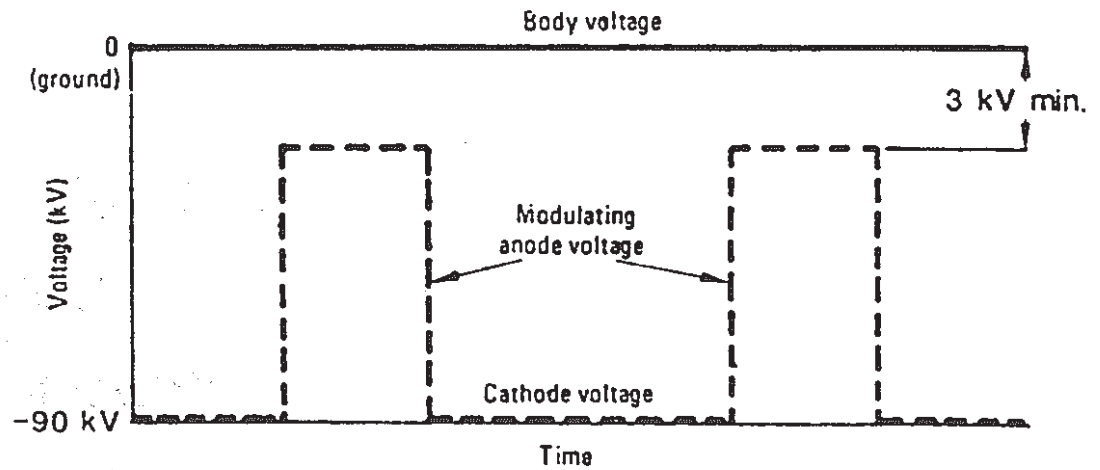 Body voltage
0
(ground)
3 kV min.
Voltage (kV)
Modulating
anode voltage
Cathode voltage
-90 kV
Time